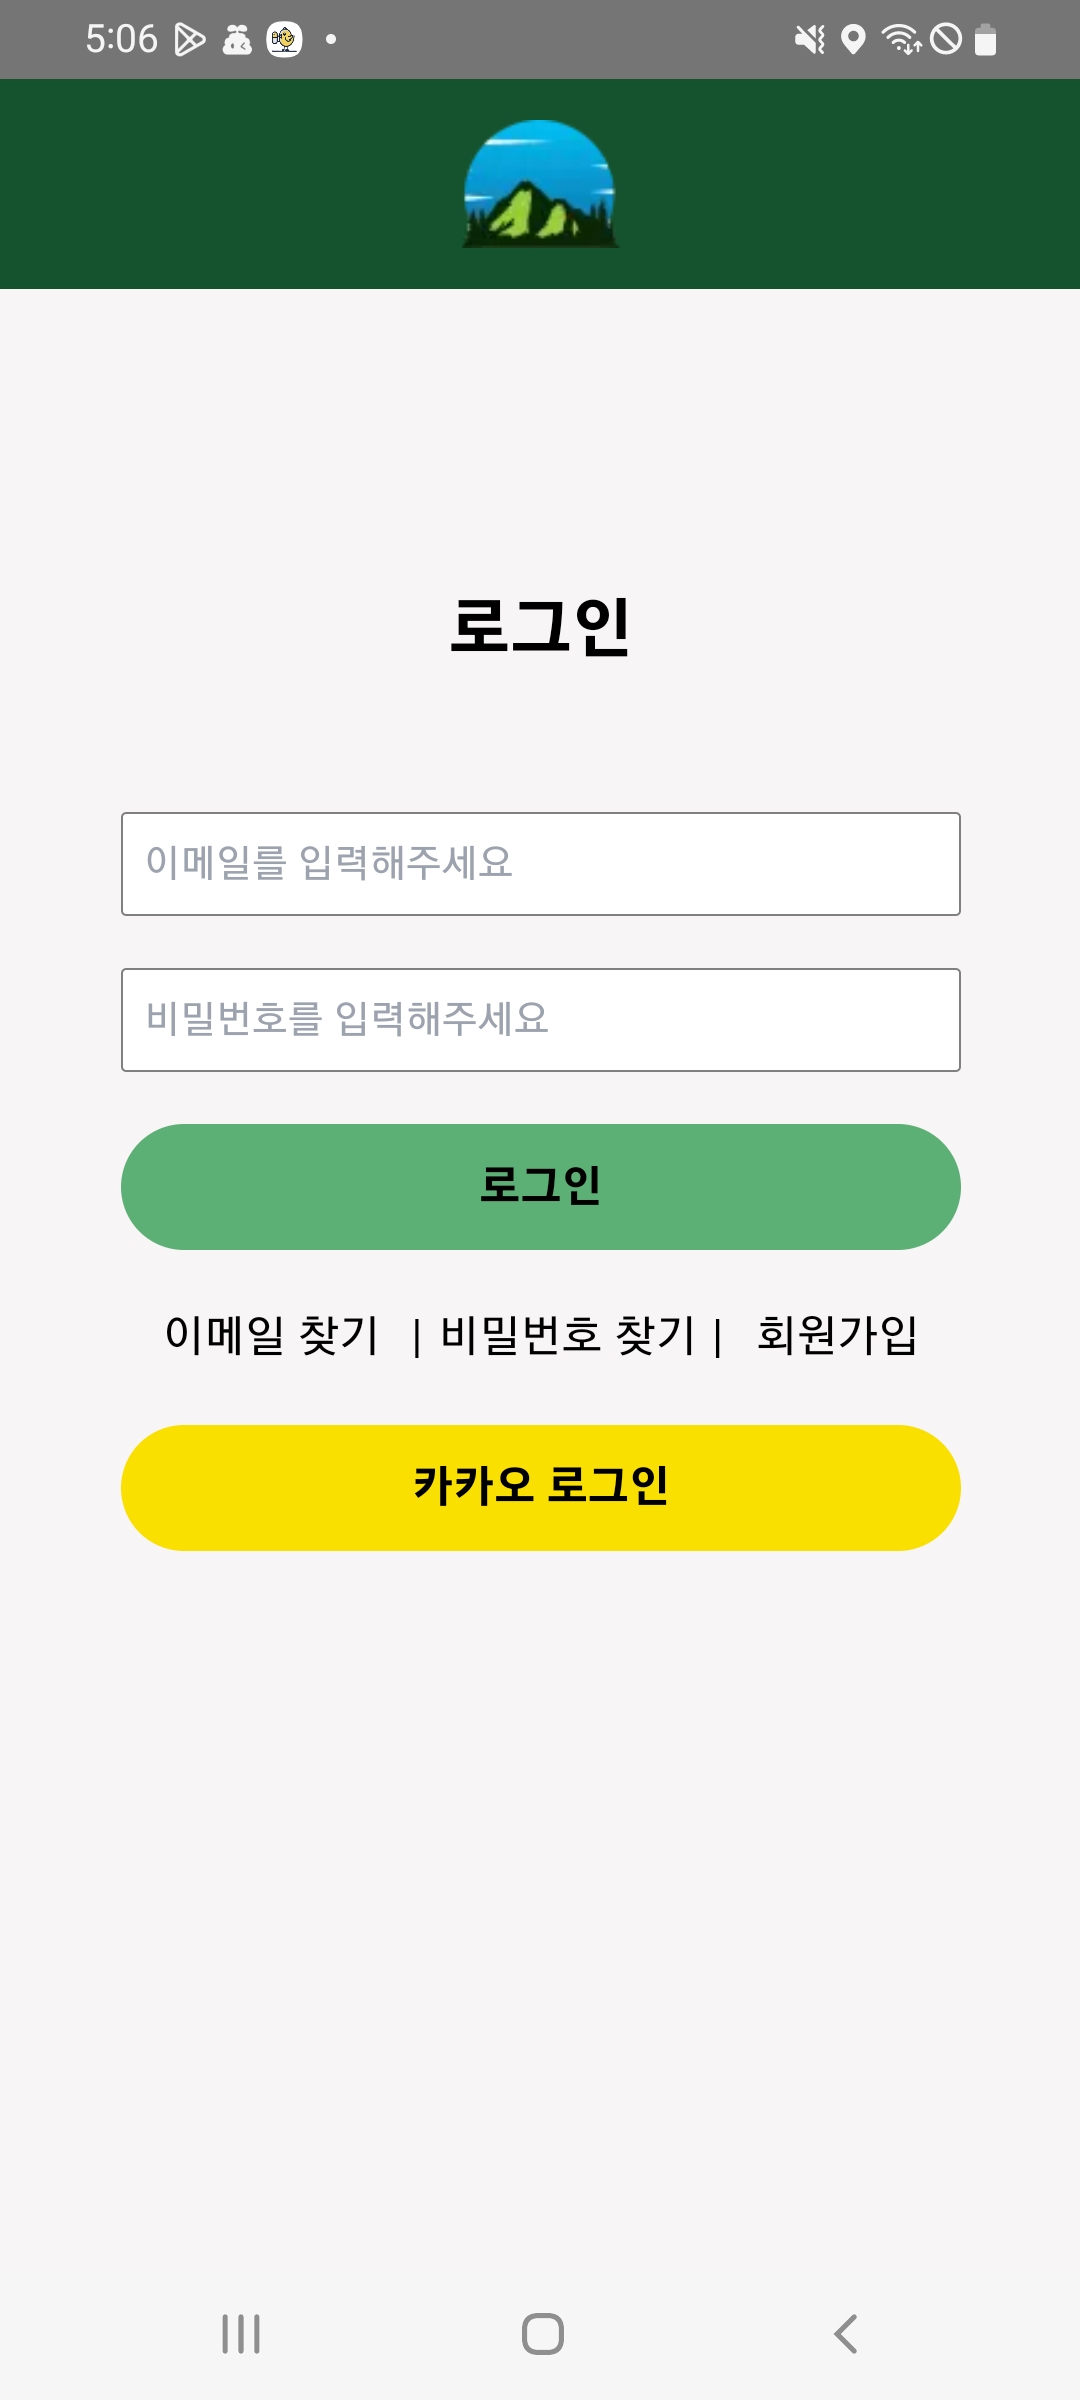 5:06
로그인
이메일를 입력해주세요
비밀번호를 입력해주세요
로그인
이메일 찾기 | 비밀번호 찾기 | 회원가입
카카오 로그인